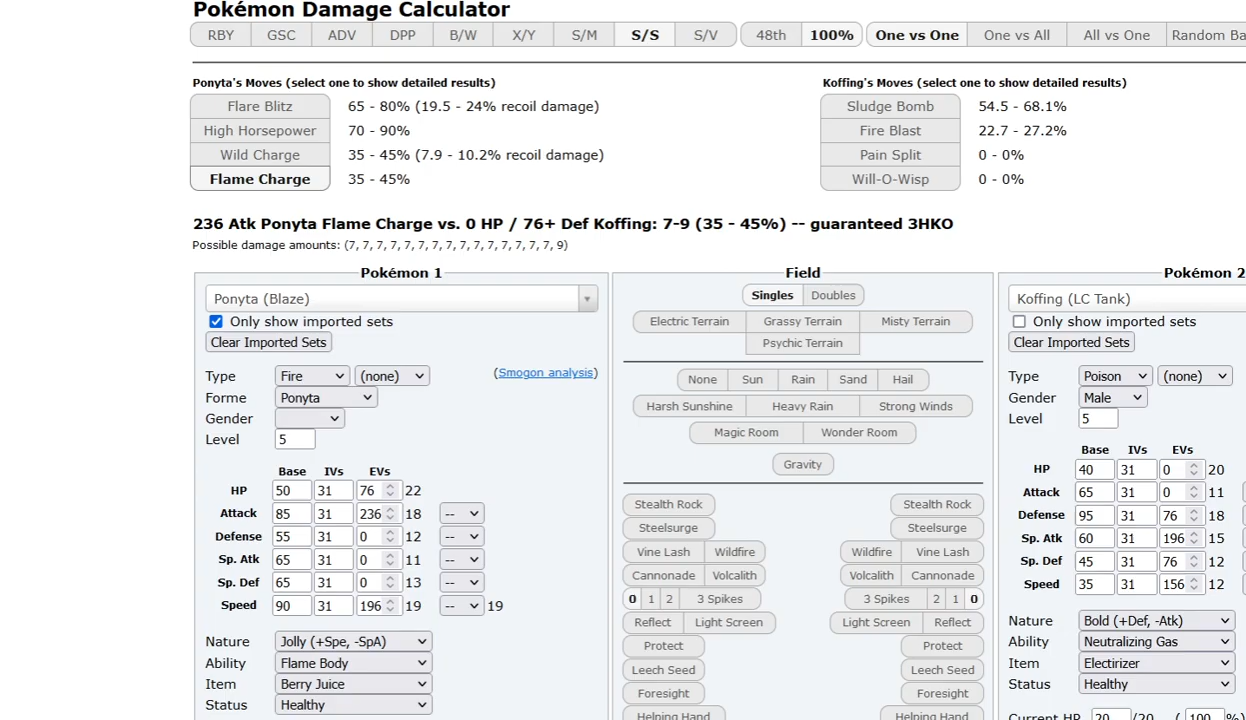 Pokémon Damage Calculator
RBY GSC ADV DPP B/W X/Y S/M S/S S/V 48th 100% One vs One One vs All All vs One Random Ba
Ponyta's Moves (select one to show detailed results)
Flare Blitz 65 - 80% (19.5 - 24% recoil damage)
High Horsepower 70 - 90%
Wild Charge 35 - 45% (7.9 - 10.2% recoil damage)
Flame Charge 35 - 45%
Koffing's Moves (select one to show detailed results)
Sludge Bomb 54.5 - 68.1%
Fire Blast 22.7 - 27.2%
Pain Split 0 - 0%
Will-O-Wisp 0 - 0%
236 Atk Ponyta Flame Charge vs. 0 HP / 76+ Def Koffing: 7-9 (35 - 45%) -- guaranteed 3HKO
Possible damage amounts: (7, 7, 7, 7, 7, 7, 7, 7, 7, 7, 7, 7, 7, 7, 7, 9)
Pokémon 1
Ponyta (Blaze)
Only show imported sets
Clear Imported Sets
Type Fire (none) (Smogon analysis)
Forme Ponyta
Gender
Level 5
Base IVs EVs
HP 50 31 76 22
Attack 85 31 236 18 --
Defense 55 31 0 12 --
Sp. Atk 65 31 0 11 --
Sp. Def 65 31 0 13 --
Speed 90 31 196 19 -- 19
Nature Jolly (+Spe, -SpA)
Ability Flame Body
Item Berry Juice
Status Healthy
Field
Singles Doubles
Electric Terrain Grassy Terrain Misty Terrain
Psychic Terrain
None Sun Rain Sand Hail
Harsh Sunshine Heavy Rain Strong Winds
Magic Room Wonder Room
Gravity
Stealth Rock Stealth Rock
Steelsurge Steelsurge
Vine Lash Wildfire Wildfire Vine Lash
Cannonade Volcalith Volcalith Cannonade
0 1 2 3 Spikes 3 Spikes 2 1 0
Reflect Light Screen Light Screen Reflect
Protect Protect
Leech Seed Leech Seed
Foresight Foresight
Helping Hand Helping Hand
Pokémon 2
Koffing (LC Tank)
Only show imported sets
Clear Imported Sets
Type Poison (none)
Gender Male
Level 5
Base IVs EVs
HP 40 31 0 20
Attack 65 31 0 11
Defense 95 31 76 18
Sp. Atk 60 31 196 15
Sp. Def 45 31 76 12
Speed 35 31 156 12
Nature Bold (+Def, -Atk)
Ability Neutralizing Gas
Item Electirizer
Status Healthy
Current HP 20 /20 ( 100 %)